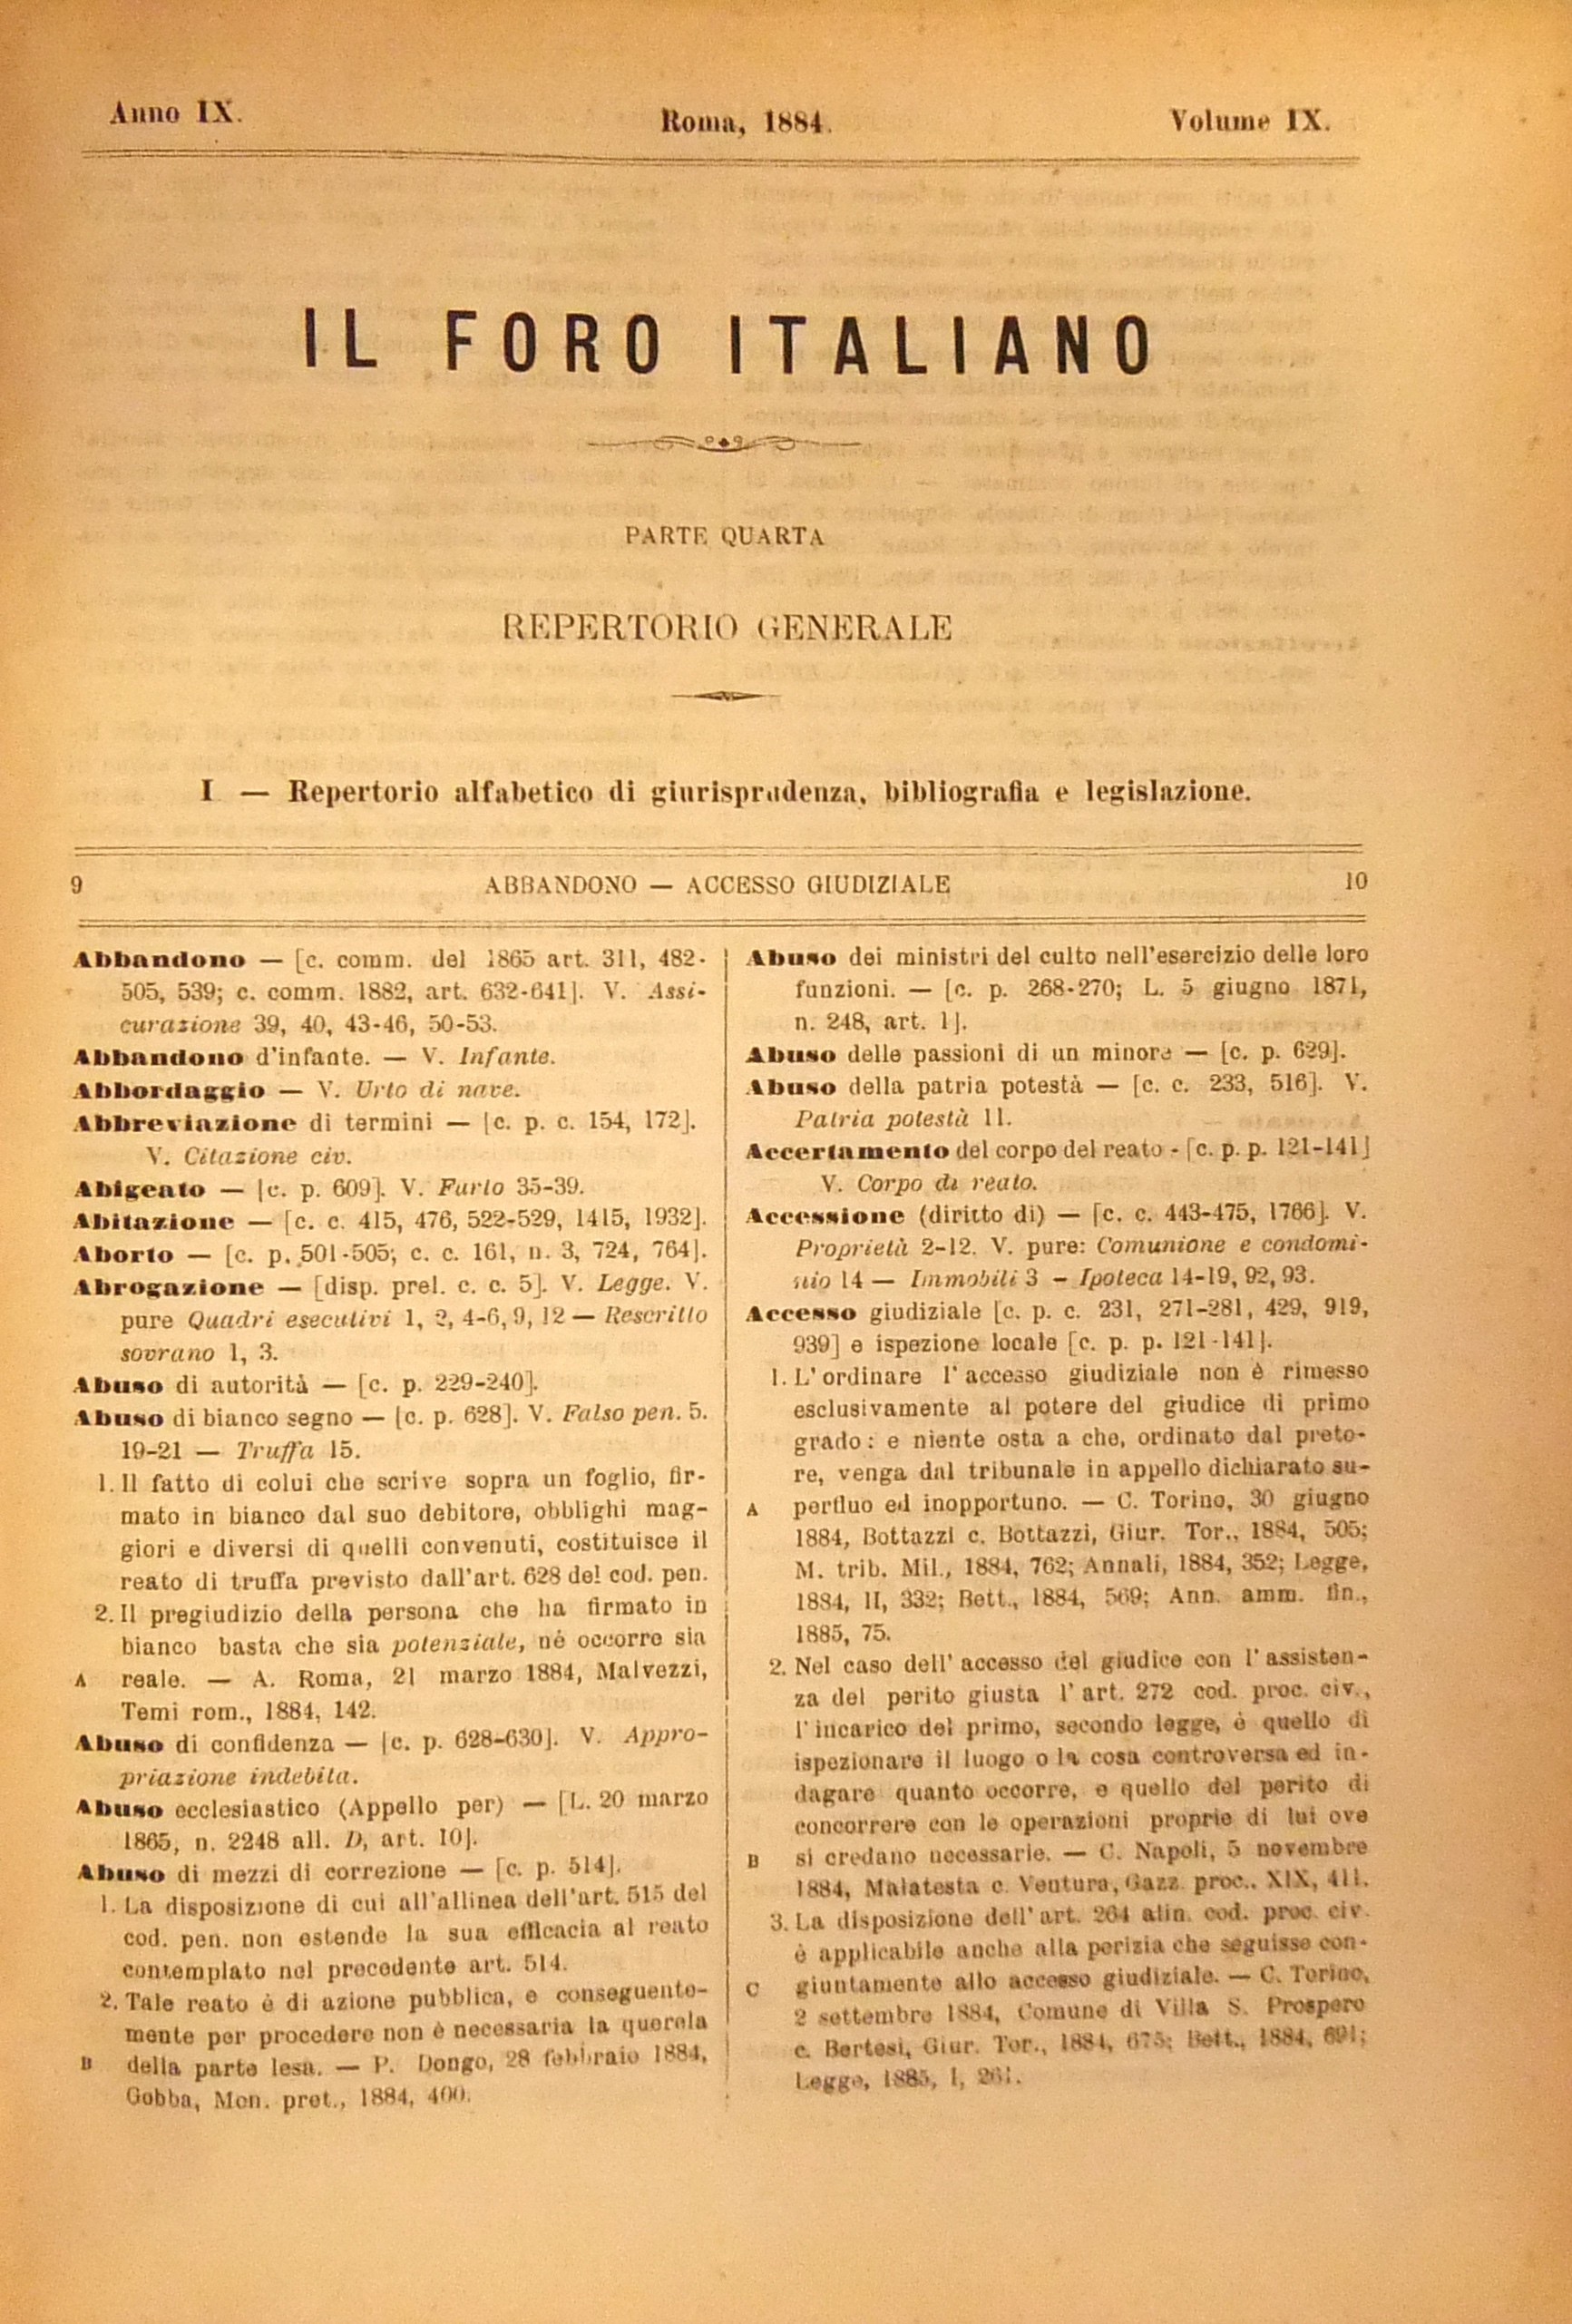 Anno IX.
Roma, 1884.
Volume IX.
IL FORO ITALIANO
PARTE QUARTA
REPERTORIO GENERALE
I — Repertorio alfabetico di giurisprudenza, bibliografia e legislazione.
9
ABBANDONO — ACCESSO GIUDIZIALE
10
Abbandono — [c. comm. del 1865 art. 311, 482-
505, 539; c. comm. 1882, art. 632-641]. V. Assi-
curazione 39, 40, 43-46, 50-53.
Abbandono d'infante. — V. Infante.
Abbordaggio — V. Urto di nave.
Abbreviazione di termini — [c. p. c. 154, 172].
V. Citazione civ.
Abigeato — [c. p. 609]. V. Furto 35-39.
Abitazione — [c. c. 415, 476, 522-529, 1415, 1932].
Aborto — [c. p. 501-505; c. c. 161, n. 3, 724, 764].
Abrogazione — [disp. prel. c. c. 5]. V. Legge. V.
pure Quadri esecutivi 1, 2, 4-6, 9, 12 — Rescritto
sovrano 1, 3.
Abuso di autorità — [c. p. 229-240].
Abuso di bianco segno — [c. p. 628]. V. Falso pen. 5.
19-21 — Truffa 15.
1. Il fatto di colui che scrive sopra un foglio, fir-
mato in bianco dal suo debitore, obblighi mag-
giori e diversi di quelli convenuti, costituisce il
reato di truffa previsto dall'art. 628 del cod. pen.
2. Il pregiudizio della persona che ha firmato in
bianco basta che sia potenziale, nè occorre sia
A reale. — A. Roma, 21 marzo 1884, Malvezzi,
Temi rom., 1884, 142.
Abuso di confidenza — [c. p. 628-630]. V. Appro-
priazione indebita.
Abuso ecclesiastico (Appello per) — [L. 20 marzo
1865, n. 2248 all. D, art. 10].
Abuso di mezzi di correzione — [c. p. 514].
1. La disposizione di cui all'allinea dell'art. 515 del
cod. pen. non estende la sua efficacia al reato
contemplato nel precedente art. 514.
2. Tale reato è di azione pubblica, e conseguente-
mente per procedere non è necessaria la querela
B della parte lesa. — P. Dongo, 28 febbraio 1884,
Gobba, Mon. pret., 1884, 400.
Abuso dei ministri del culto nell'esercizio delle loro
funzioni. — [c. p. 268-270; L. 5 giugno 1871,
n. 248, art. 1].
Abuso delle passioni di un minore — [c. p. 629].
Abuso della patria potestà — [c. c. 233, 516]. V.
Patria potestà 11.
Accertamento del corpo del reato - [c. p. p. 121-141]
V. Corpo di reato.
Accessione (diritto di) — [c. c. 443-475, 1766]. V.
Proprietà 2-12. V. pure: Comunione e condomi-
nio 14 — Immobili 3 — Ipoteca 14-19, 92, 93.
Accesso giudiziale [c. p. c. 231, 271-281, 429, 919,
939] e ispezione locale [c. p. p. 121-141].
1. L'ordinare l'accesso giudiziale non è rimesso
esclusivamente al potere del giudice di primo
grado: e niente osta a che, ordinato dal preto-
re, venga dal tribunale in appello dichiarato su-
A perfluo ed inopportuno. — C. Torino, 30 giugno
1884, Bottazzi c. Bottazzi, Giur. Tor., 1884, 505;
M. trib. Mil., 1884, 762; Annali, 1884, 352; Legge,
1884, II, 332; Bett., 1884, 569; Ann. amm. fin.,
1885, 75.
2. Nel caso dell'accesso del giudice con l'assisten-
za del perito giusta l'art. 272 cod. proc. civ.,
l'incarico del primo, secondo legge, è quello di
ispezionare il luogo o la cosa controversa ed in-
dagare quanto occorre, e quello del perito di
concorrere con le operazioni proprie di lui ove
B si credano necessarie. — C. Napoli, 5 novembre
1884, Malatesta c. Ventura, Gazz. proc., XIX, 411.
3. La disposizione dell'art. 264 alin. cod. proc. civ.
è applicabile anche alla perizia che seguisse con-
C giuntamente allo accesso giudiziale. — C. Torino,
2 settembre 1884, Comune di Villa S. Prospero
c. Bertesi, Giur. Tor., 1884, 675; Bett., 1884, 691;
Legge, 1885, I, 261.